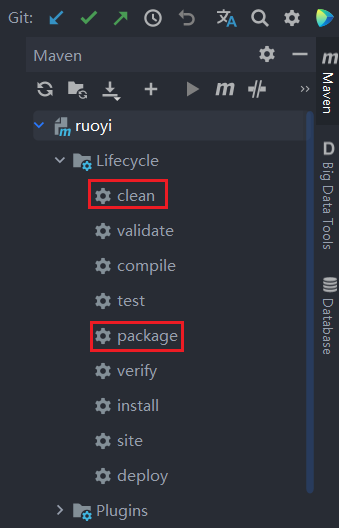 Git:
Maven
ruoyi
Lifecycle
clean
validate
compile
test
package
verify
install
site
deploy
Plugins
Maven
Big Data Tools
Database